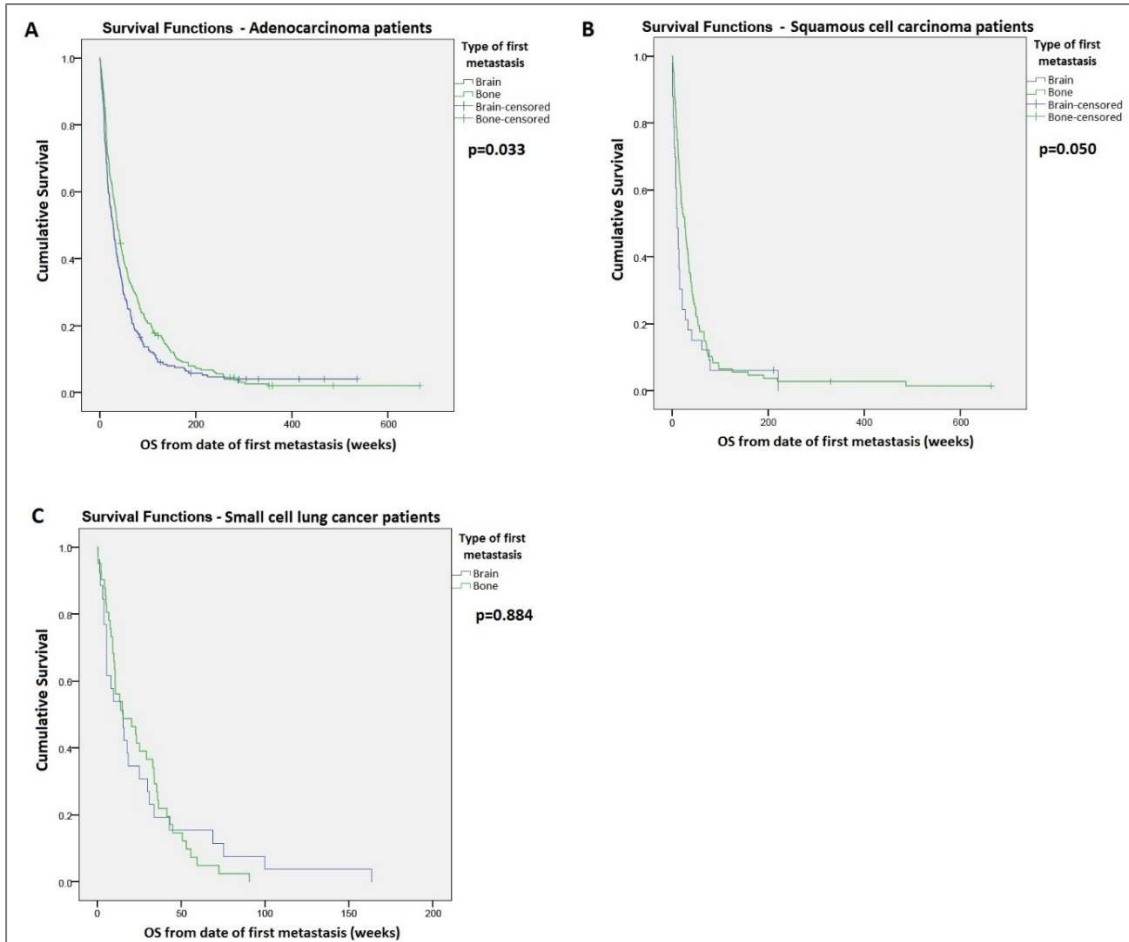 A
Survival Functions - Adenocarcinoma patients
Type of first
metastasis
Brain
Bone
Brain-censored
Bone-censored
p=0.033
Cumulative Survival
1.0
0.8
0.6
0.4
0.2
0.0
0 200 400 600
OS from date of first metastasis (weeks)
B
Survival Functions - Squamous cell carcinoma patients
Type of first
metastasis
Brain
Bone
Brain-censored
Bone-censored
p=0.050
Cumulative Survival
1.0
0.8
0.6
0.4
0.2
0.0
0 200 400 600
OS from date of first metastasis (weeks)
C
Survival Functions - Small cell lung cancer patients
Type of first
metastasis
Brain
Bone
p=0.884
Cumulative Survival
1.0
0.8
0.6
0.4
0.2
0.0
0 50 100 150 200
OS from date of first metastasis (weeks)